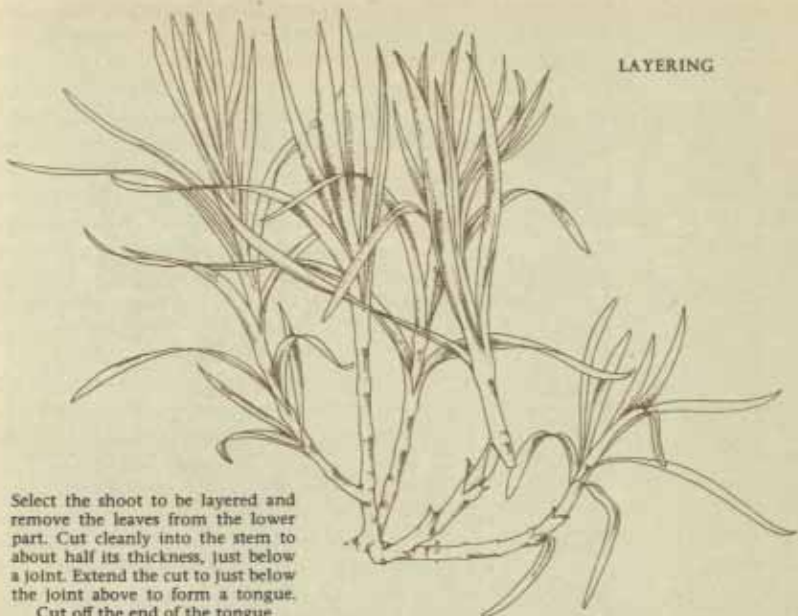 LAYERING
Select the shoot to be layered and
remove the leaves from the lower
part. Cut cleanly into the stem to
about half its thickness, just below
a joint. Extend the cut to just below
the joint above to form a tongue.
Cut off the end of the tongue